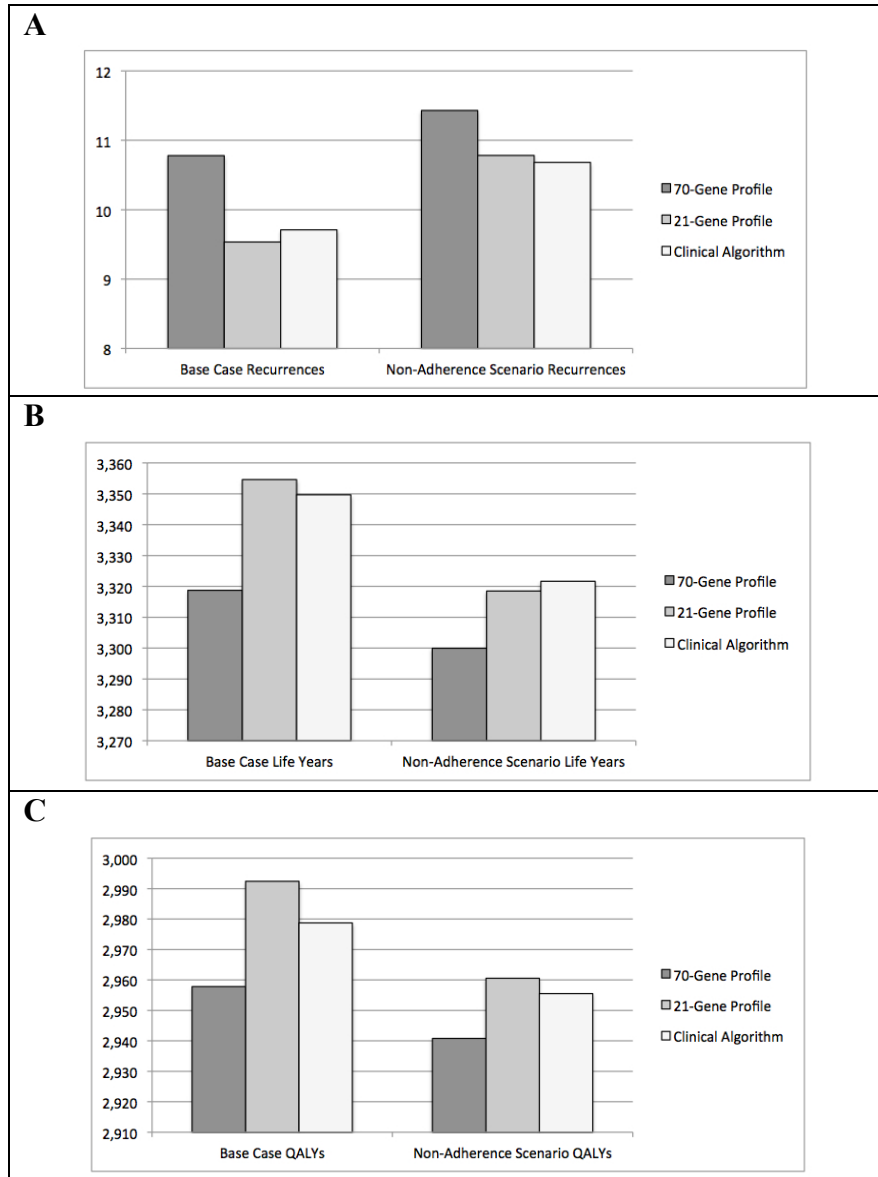 A
12
11
10
9
8
Base Case Recurrences
Non-Adherence Scenario Recurrences
70-Gene Profile
21-Gene Profile
Clinical Algorithm
B
3,360
3,350
3,340
3,330
3,320
3,310
3,300
3,290
3,280
3,270
Base Case Life Years
Non-Adherence Scenario Life Years
70-Gene Profile
21-Gene Profile
Clinical Algorithm
C
3,000
2,990
2,980
2,970
2,960
2,950
2,940
2,930
2,920
2,910
Base Case QALYs
Non-Adherence Scenario QALYs
70-Gene Profile
21-Gene Profile
Clinical Algorithm